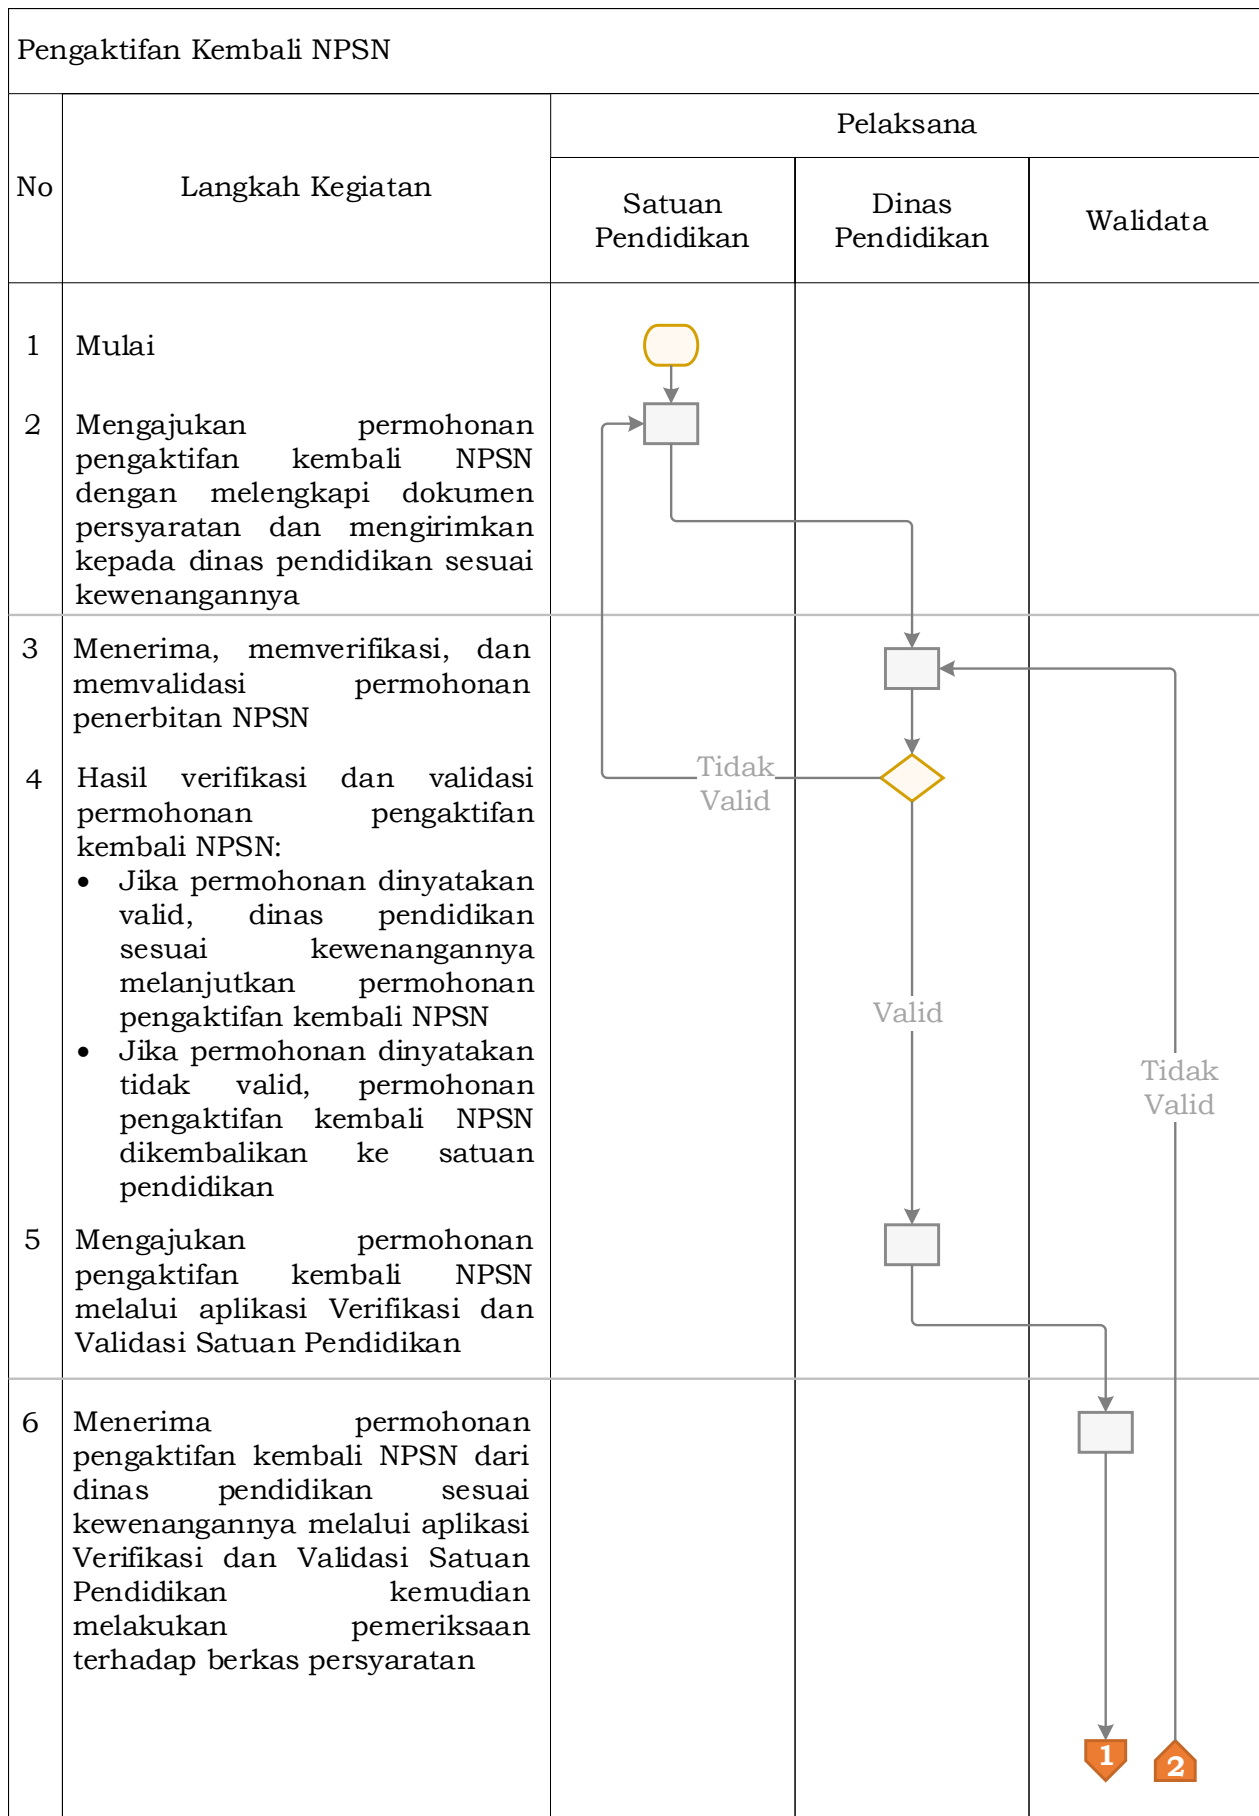 Pengaktifan Kembali NPSN
No
Langkah Kegiatan
Pelaksana
Satuan
Pendidikan
Dinas
Pendidikan
Walidata
1 Mulai
2 Mengajukan permohonan
pengaktifan kembali NPSN
dengan melengkapi dokumen
persyaratan dan mengirimkan
kepada dinas pendidikan sesuai
kewenangannya
3 Menerima, memverifikasi, dan
memvalidasi permohonan
penerbitan NPSN
4 Hasil verifikasi dan validasi
permohonan pengaktifan
kembali NPSN:
• Jika permohonan dinyatakan
valid, dinas pendidikan
sesuai kewenangannya
melanjutkan permohonan
pengaktifan kembali NPSN
• Jika permohonan dinyatakan
tidak valid, permohonan
pengaktifan kembali NPSN
dikembalikan ke satuan
pendidikan
Tidak
Valid
Valid
Tidak
Valid
5 Mengajukan permohonan
pengaktifan kembali NPSN
melalui aplikasi Verifikasi dan
Validasi Satuan Pendidikan
6 Menerima permohonan
pengaktifan kembali NPSN dari
dinas pendidikan sesuai
kewenangannya melalui aplikasi
Verifikasi dan Validasi Satuan
Pendidikan kemudian
melakukan pemeriksaan
terhadap berkas persyaratan
1
2